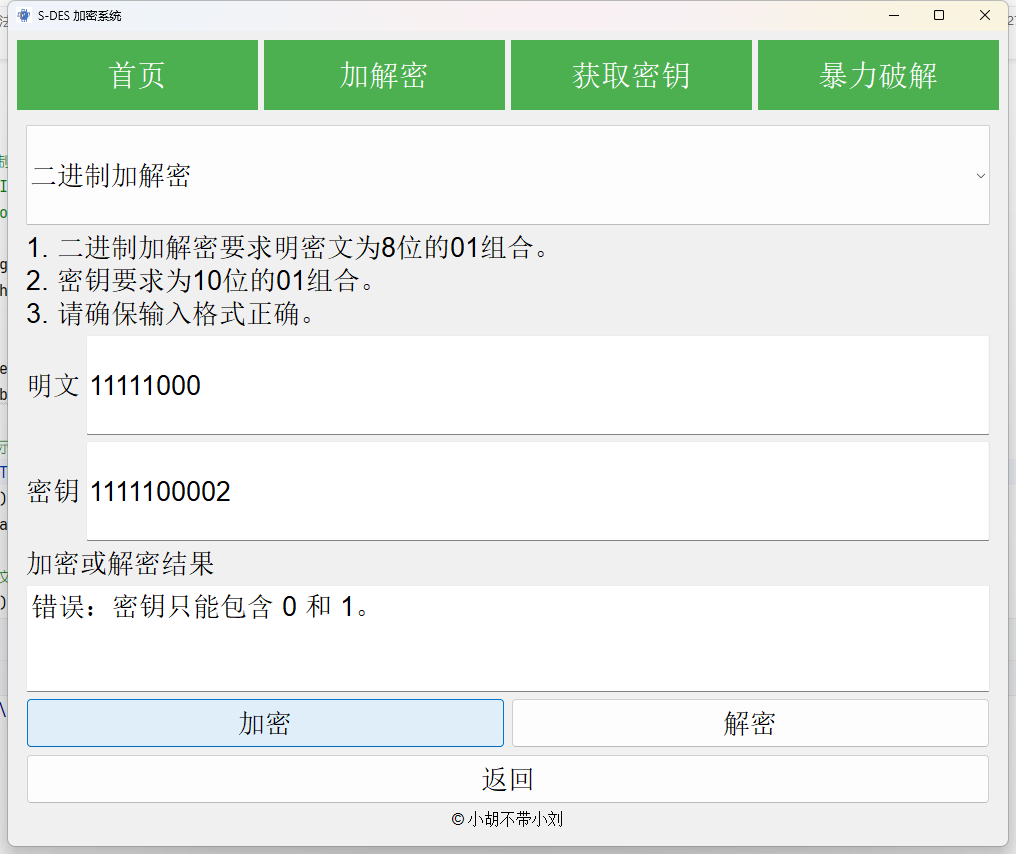 S-DES 加密系统
首页
加解密
获取密钥
暴力破解
二进制加解密
1. 二进制加解密要求明密文为8位的01组合。
2. 密钥要求为10位的01组合。
3. 请确保输入格式正确。
明文 11111000
密钥 1111100002
加密或解密结果
错误：密钥只能包含 0 和 1。
加密
解密
返回
© 小胡不带小刘